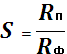 S = Rп / Rф